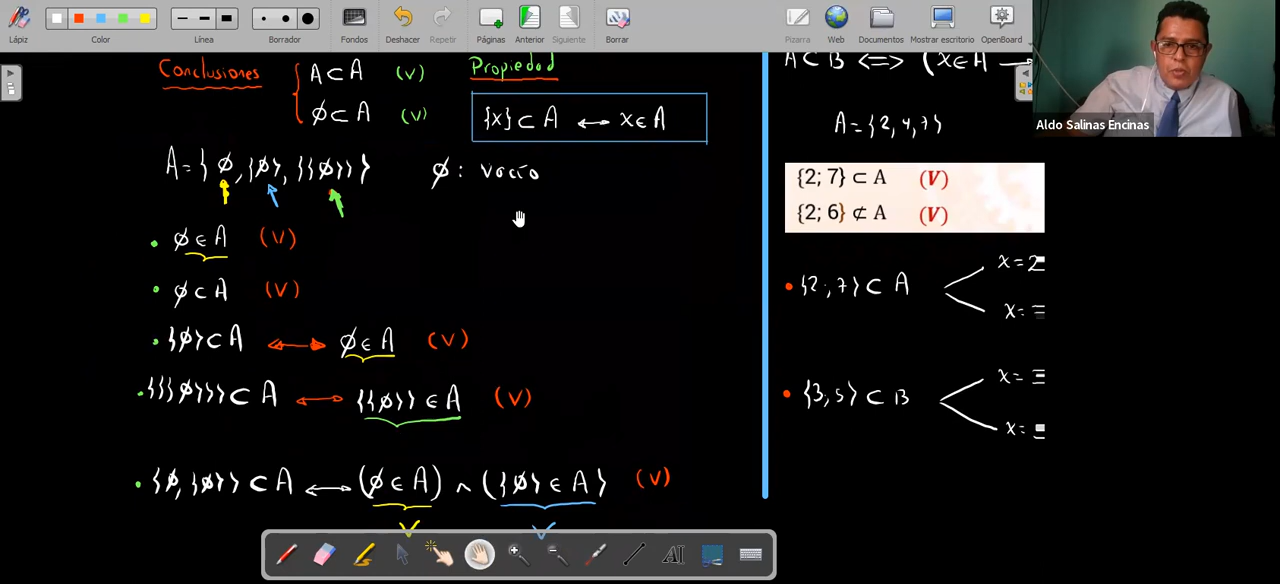 Lápiz
Color
Línea
Borrador
Fondos
Deshacer
Repetir
Páginas
Anterior
Siguiente
Borrar
Pizarra
Web
Documentos
Mostrar escritorio
OpenBoard
Conclusiones
A ⊂ A (V)
∅ ⊂ A (V)
Propiedad
{x} ⊂ A ↔ x ∈ A
A = { ∅, {∅}, {{∅}} }
∅ : vacío
• ∅ ∈ A (V)
• ∅ ⊂ A (V)
• {∅} ⊂ A ↔ ∅ ∈ A (V)
• {{{∅}}} ⊂ A ↔ {{∅}} ∈ A (V)
• {∅, {∅}} ⊂ A ↔ (∅ ∈ A) ∧ ({∅} ∈ A} (V)
V V
A ⊂ B ⟺ (x ∈ A →
A = {2, 4, 7}
{2; 7} ⊂ A (V)
{2; 6} ⊄ A (V)
• {2, 7} ⊂ A
x = 2
x =
• {3, 5} ⊂ B
x =
x =
Aldo Salinas Encinas
AI